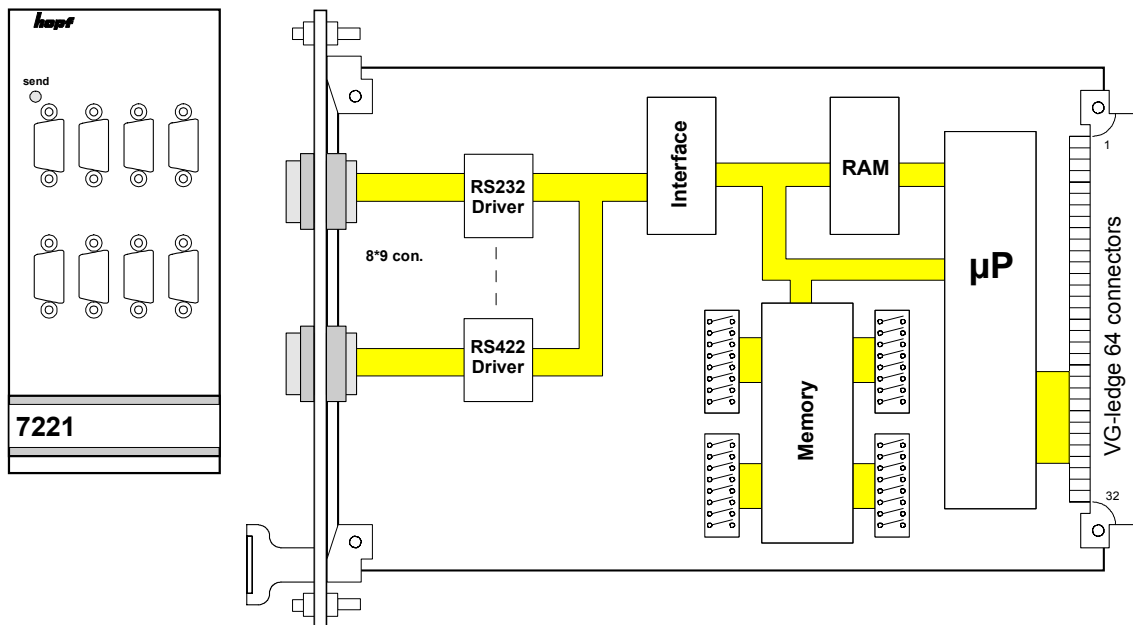 hopf
send
7221
RS232
Driver
8*9 con.
RS422
Driver
Interface
RAM
Memory
µP
1
VG-ledge 64 connectors
32